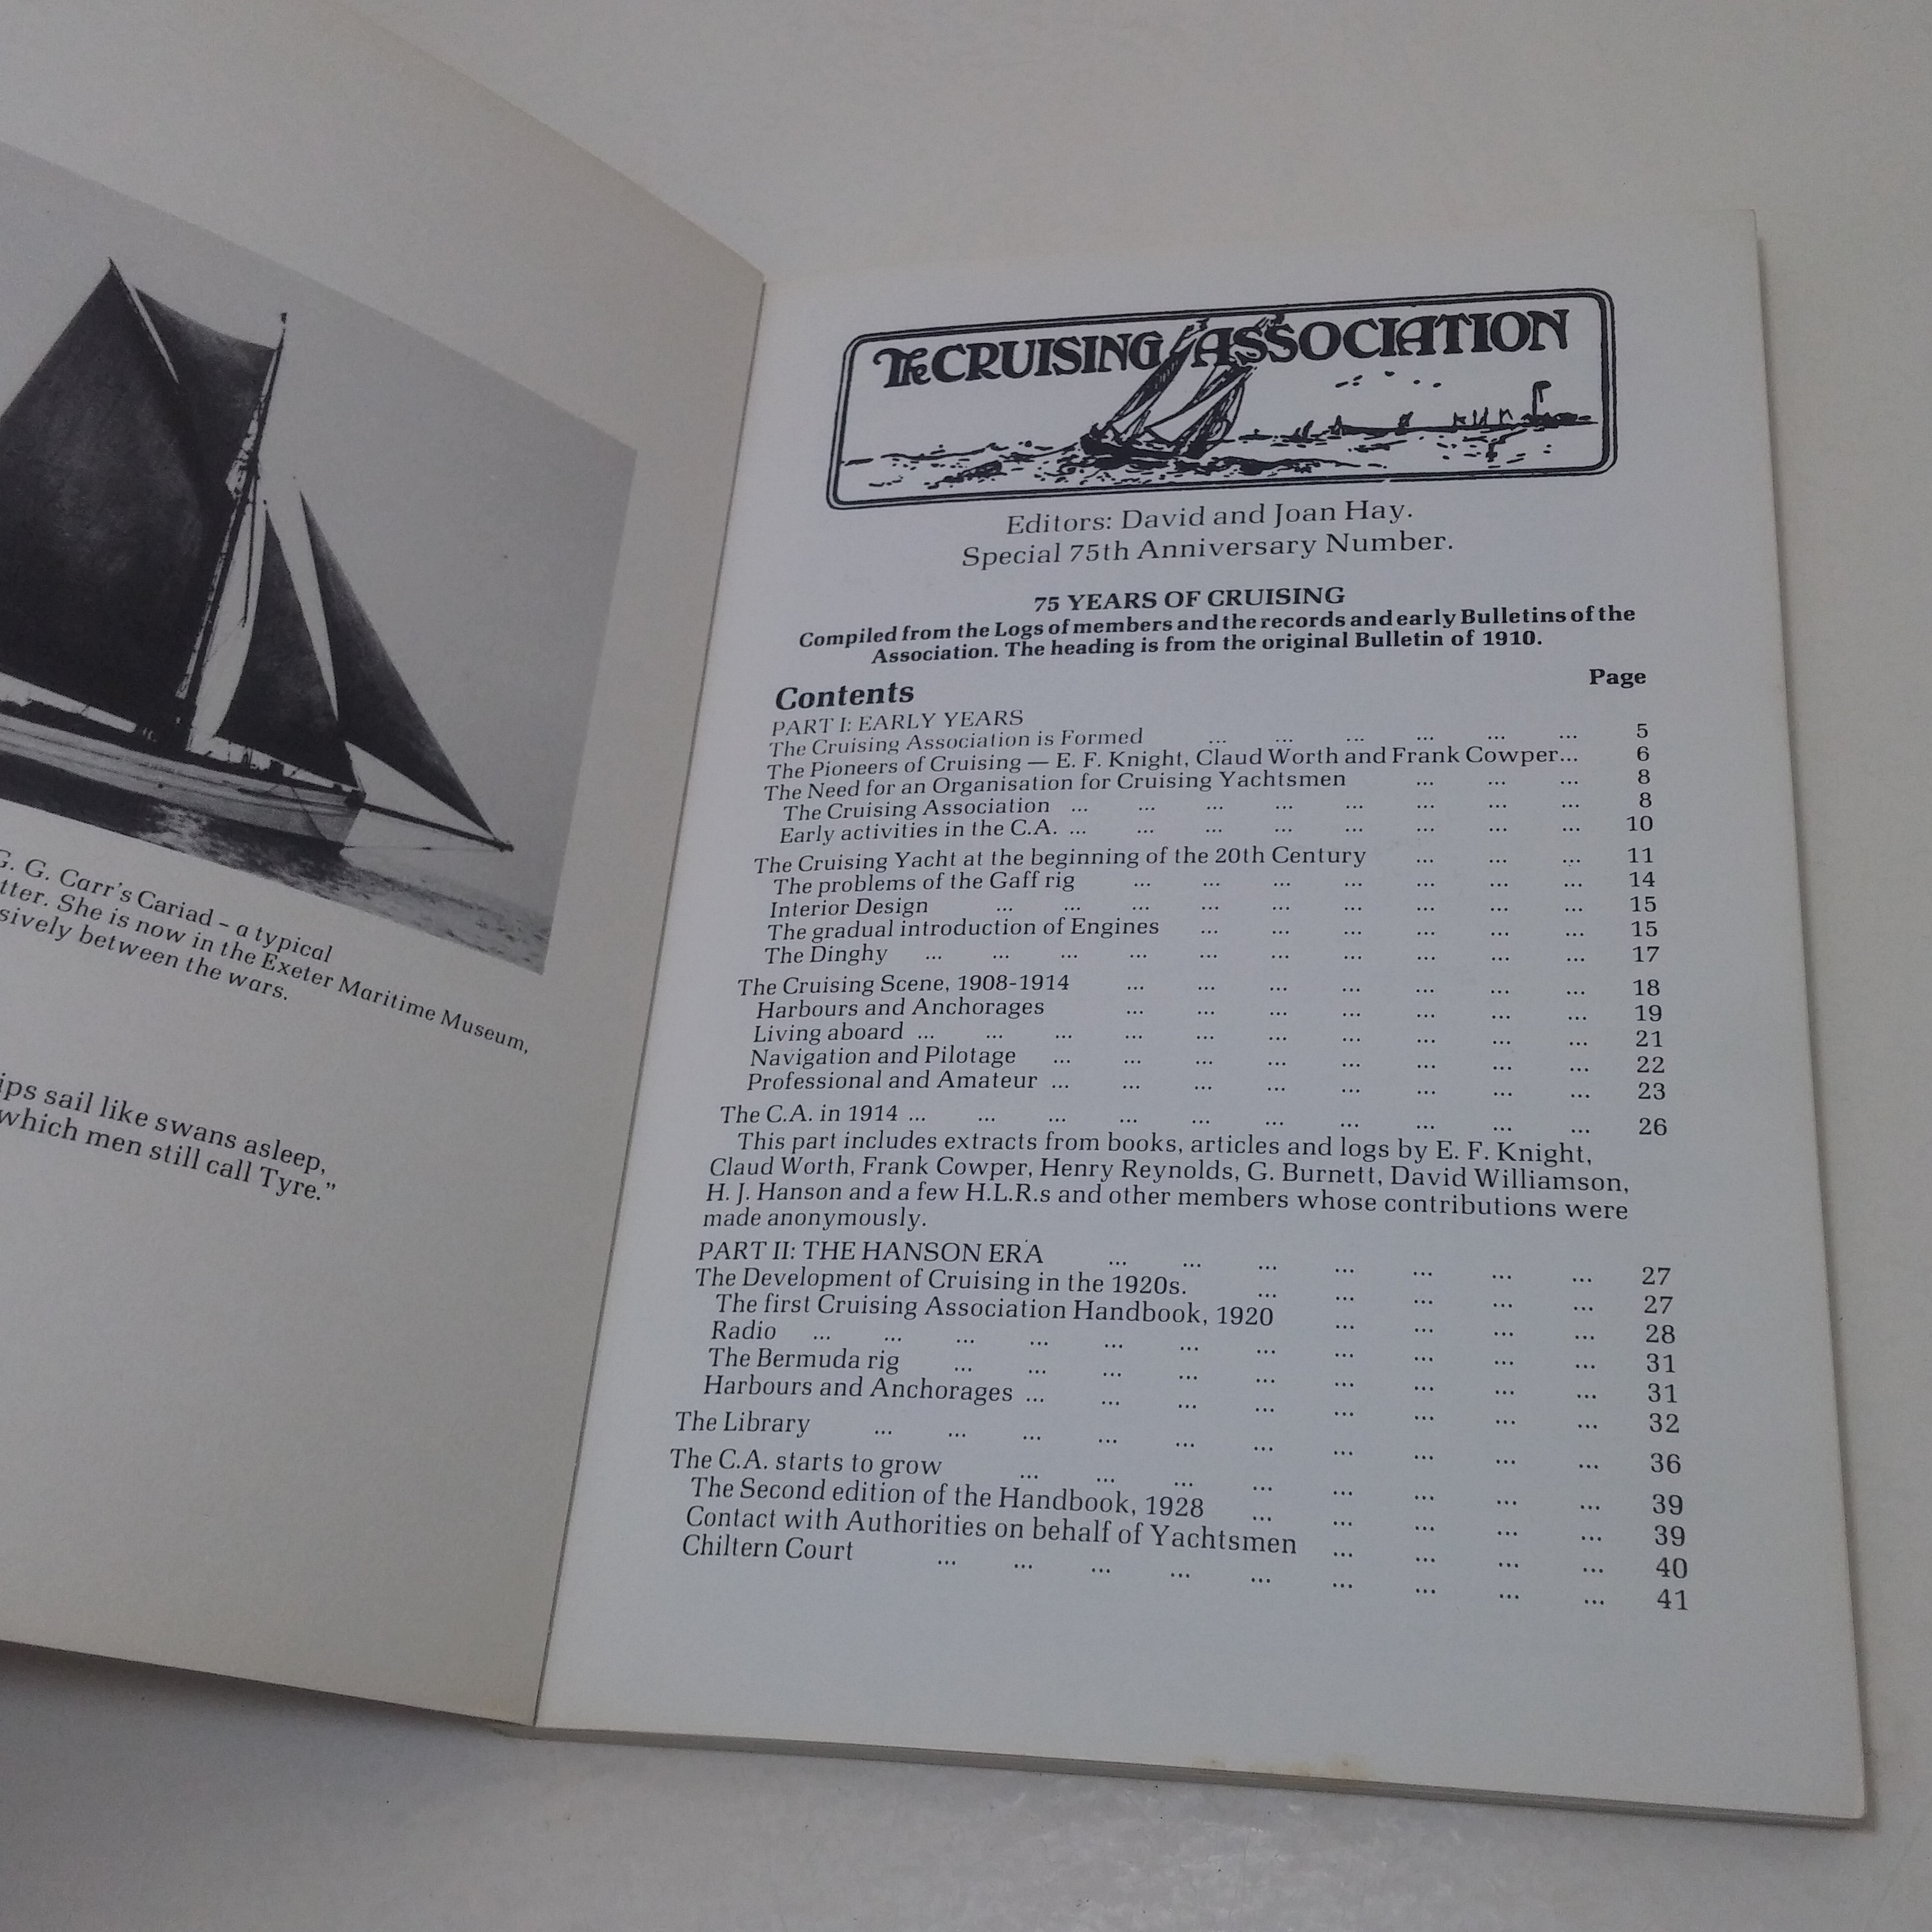 G. G. Carr's Cariad – a typical
She is now in the Exeter Maritime Museum,
between the wars.
sail like swans asleep,
which men still call Tyre."
The CRUISING ASSOCIATION
Editors: David and Joan Hay.
Special 75th Anniversary Number.
75 YEARS OF CRUISING
Compiled from the Logs of members and the records and early Bulletins of the
Association. The heading is from the original Bulletin of 1910.
Contents Page
PART I: EARLY YEARS
The Cruising Association is Formed ... ... ... ... ... ... 5
The Pioneers of Cruising — E. F. Knight, Claud Worth and Frank Cowper... 6
The Need for an Organisation for Cruising Yachtsmen ... ... ... 8
The Cruising Association ... ... ... ... ... ... ... ... 8
Early activities in the C.A. ... ... ... ... ... ... ... ... 10
The Cruising Yacht at the beginning of the 20th Century ... ... ... 11
The problems of the Gaff rig ... ... ... ... ... ... ... 14
Interior Design ... ... ... ... ... ... ... ... ... 15
The gradual introduction of Engines ... ... ... ... ... ... 15
The Dinghy ... ... ... ... ... ... ... ... ... ... 17
The Cruising Scene, 1908-1914 ... ... ... ... ... ... ... 18
Harbours and Anchorages ... ... ... ... ... ... ... 19
Living aboard ... ... ... ... ... ... ... ... ... ... 21
Navigation and Pilotage ... ... ... ... ... ... ... ... 22
Professional and Amateur ... ... ... ... ... ... ... ... 23
The C.A. in 1914 ... ... ... ... ... ... ... ... ... ... 26
This part includes extracts from books, articles and logs by E. F. Knight,
Claud Worth, Frank Cowper, Henry Reynolds, G. Burnett, David Williamson,
H. J. Hanson and a few H.L.R.s and other members whose contributions were
made anonymously.
PART II: THE HANSON ERA ... ... ... ... ... ... ... 27
The Development of Cruising in the 1920s. ... ... ... ... ... 27
The first Cruising Association Handbook, 1920 ... ... ... ... 28
Radio ... ... ... ... ... ... ... ... ... ... ... 31
The Bermuda rig ... ... ... ... ... ... ... ... ... 31
Harbours and Anchorages ... ... ... ... ... ... ... ... 32
The Library ... ... ... ... ... ... ... ... ... ... 36
The C.A. starts to grow ... ... ... ... ... ... ... ... 39
The Second edition of the Handbook, 1928 ... ... ... ... ... 39
Contact with Authorities on behalf of Yachtsmen ... ... ... ... 40
Chiltern Court ... ... ... ... ... ... ... ... ... 41